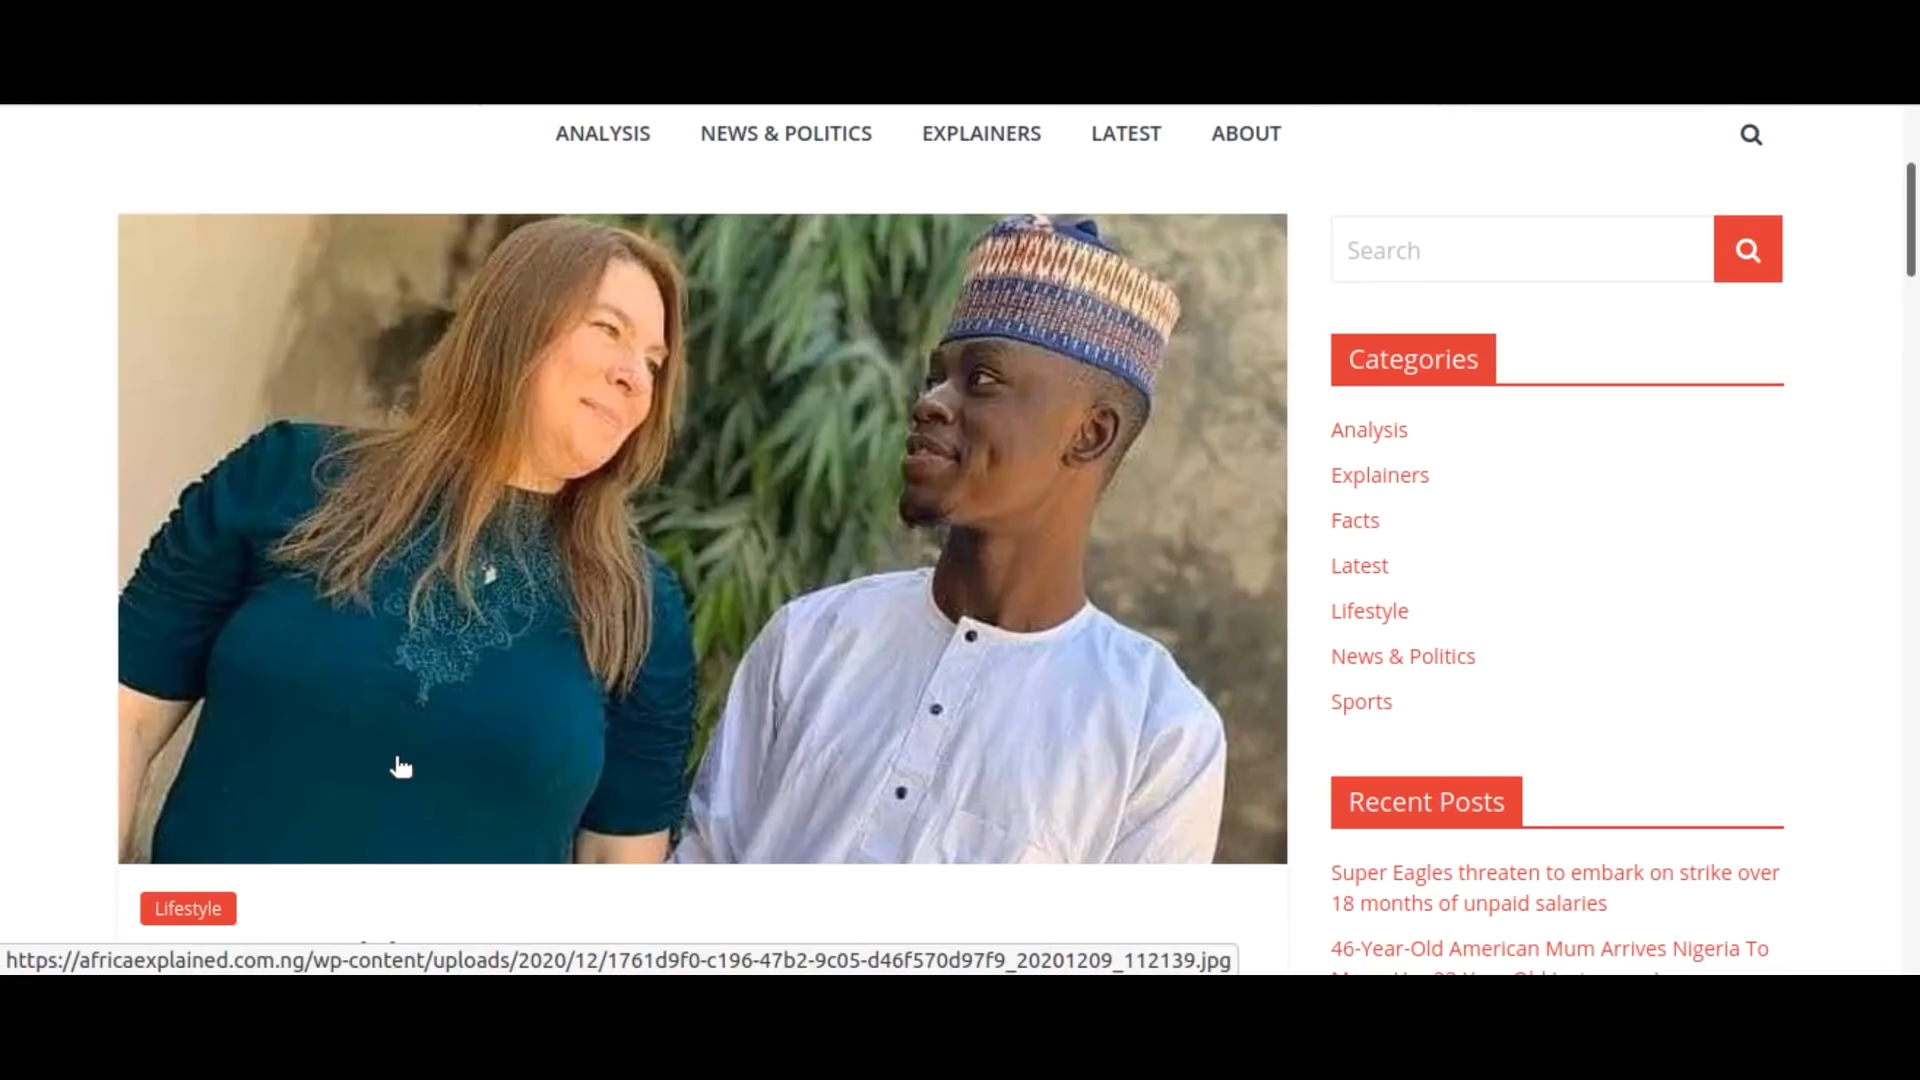 ANALYSIS NEWS & POLITICS EXPLAINERS LATEST ABOUT
Search
Categories
Analysis
Explainers
Facts
Latest
Lifestyle
News & Politics
Sports
Recent Posts
Super Eagles threaten to embark on strike over
18 months of unpaid salaries
46-Year-Old American Mum Arrives Nigeria To
Lifestyle
https://africaexplained.com.ng/wp-content/uploads/2020/12/1761d9f0-c196-47b2-9c05-d46f570d97f9_20201209_112139.jpg